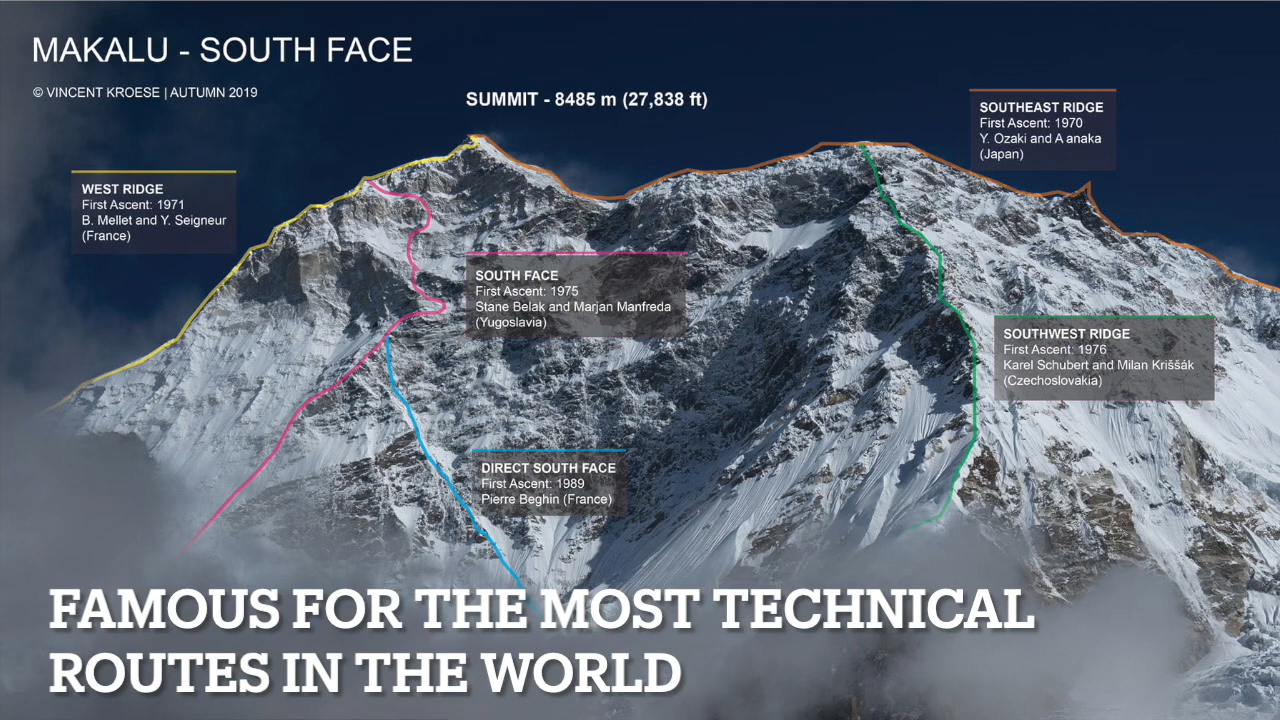 MAKALU - SOUTH FACE
© VINCENT KROESE | AUTUMN 2019
SUMMIT - 8485 m (27,838 ft)
SOUTHEAST RIDGE
First Ascent: 1970
Y. Ozaki and A anaka
(Japan)
WEST RIDGE
First Ascent: 1971
B. Mellet and Y. Seigneur
(France)
SOUTH FACE
First Ascent: 1975
Stane Belak and Marjan Manfreda
(Yugoslavia)
SOUTHWEST RIDGE
First Ascent: 1976
Karel Schubert and Milan Kriššák
(Czechoslovakia)
DIRECT SOUTH FACE
First Ascent: 1989
Pierre Beghin (France)
FAMOUS FOR THE MOST TECHNICAL
ROUTES IN THE WORLD